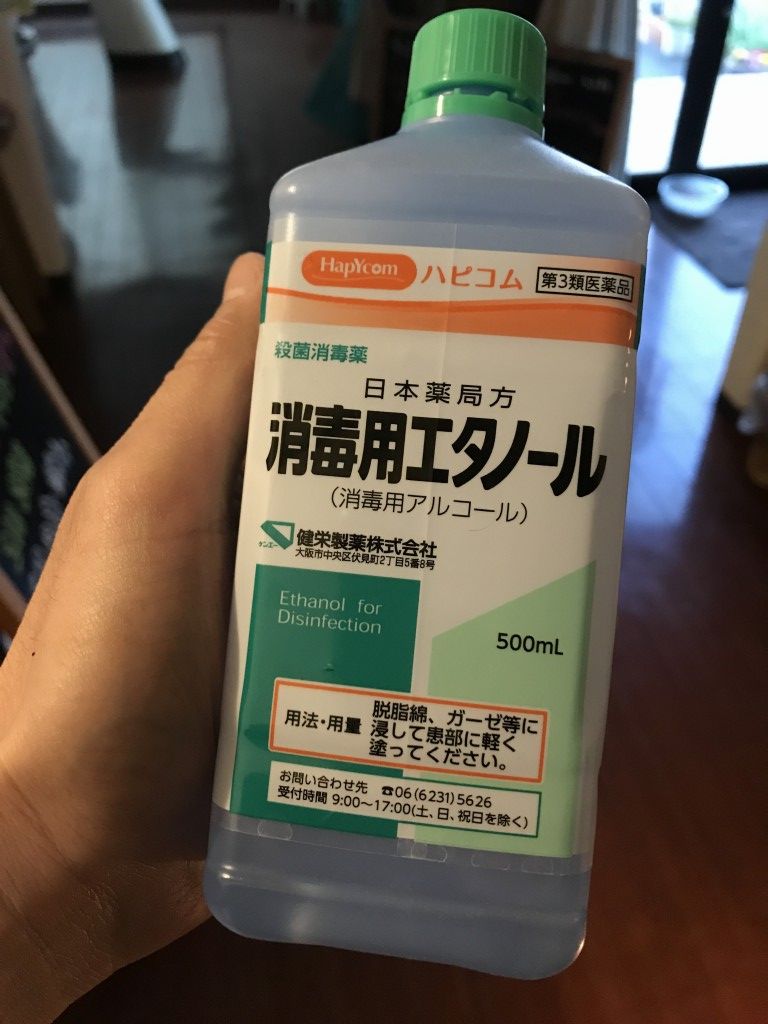 HapYcom ハピコム 第3類医薬品
殺菌消毒薬
日本薬局方
消毒用エタノール
(消毒用アルコール)
ケンエー 健栄製薬株式会社
大阪市中央区伏見町2丁目5番8号
Ethanol for
Disinfection
500mL
用法・用量
脱脂綿、ガーゼ等に
浸して患部に軽く
塗ってください。
お問い合わせ先 ☎06(6231)5626
受付時間 9:00〜17:00(土、日、祝日を除く)